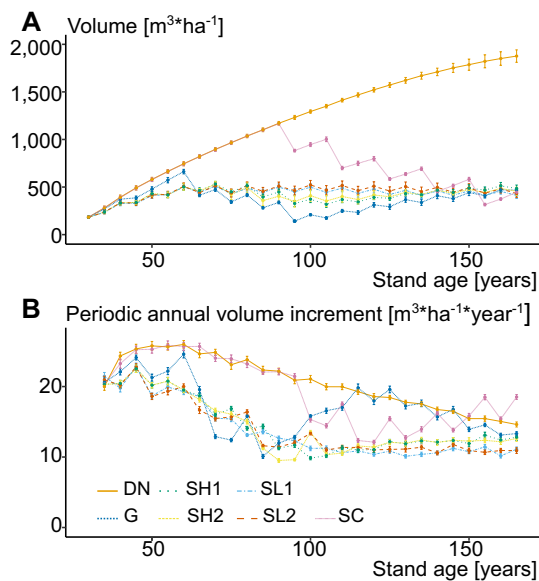 A
Volume [m³*ha⁻¹]
2,000
1,500
1,000
500
0
50
100
150
Stand age [years]
B
Periodic annual volume increment [m³*ha⁻¹*year⁻¹]
20
10
0
DN
SH1
SL1
G
SH2
SL2
SC
50
100
150
Stand age [years]